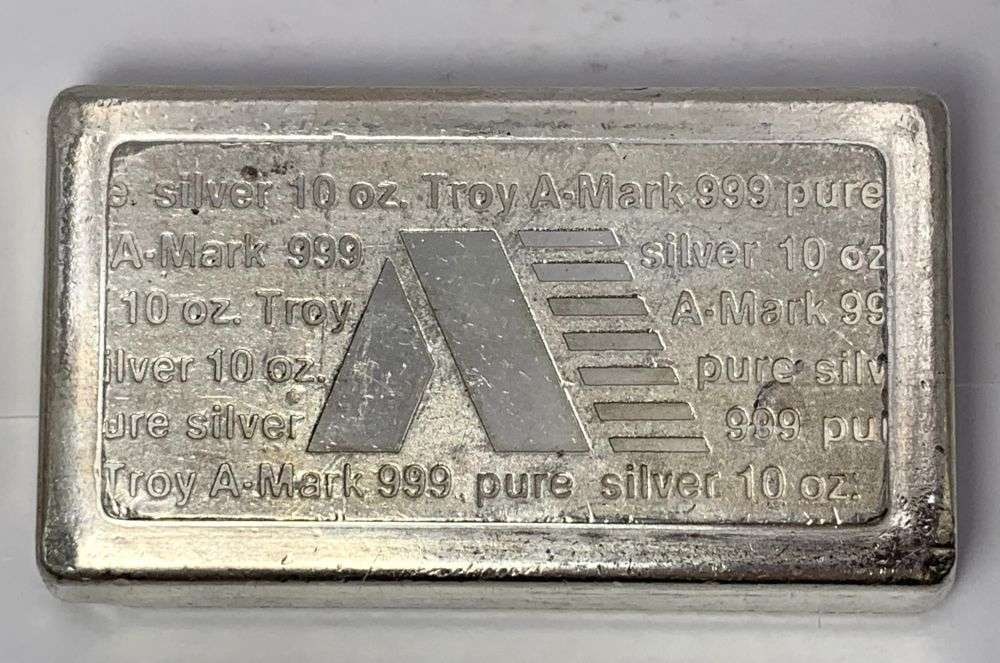 e. silver 10 oz. Troy A-Mark 999 pure
A-Mark 999 silver 10 oz
10 oz. Troy A-Mark 99
ilver 10 oz. pure silv
ure silver 999 pu
Troy A-Mark 999 pure silver 10 oz.